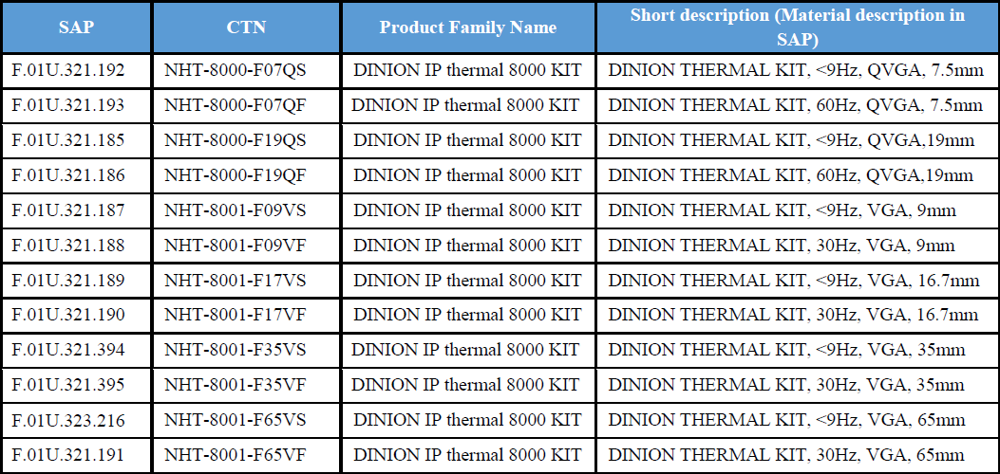 SAP CTN Product Family Name Short description (Material description in SAP)
F.01U.321.192 NHT-8000-F07QS DINION IP thermal 8000 KIT DINION THERMAL KIT, <9Hz, QVGA, 7.5mm
F.01U.321.193 NHT-8000-F07QF DINION IP thermal 8000 KIT DINION THERMAL KIT, 60Hz, QVGA, 7.5mm
F.01U.321.185 NHT-8000-F19QS DINION IP thermal 8000 KIT DINION THERMAL KIT, <9Hz, QVGA,19mm
F.01U.321.186 NHT-8000-F19QF DINION IP thermal 8000 KIT DINION THERMAL KIT, 60Hz, QVGA,19mm
F.01U.321.187 NHT-8001-F09VS DINION IP thermal 8000 KIT DINION THERMAL KIT, <9Hz, VGA, 9mm
F.01U.321.188 NHT-8001-F09VF DINION IP thermal 8000 KIT DINION THERMAL KIT, 30Hz, VGA, 9mm
F.01U.321.189 NHT-8001-F17VS DINION IP thermal 8000 KIT DINION THERMAL KIT, <9Hz, VGA, 16.7mm
F.01U.321.190 NHT-8001-F17VF DINION IP thermal 8000 KIT DINION THERMAL KIT, 30Hz, VGA, 16.7mm
F.01U.321.394 NHT-8001-F35VS DINION IP thermal 8000 KIT DINION THERMAL KIT, <9Hz, VGA, 35mm
F.01U.321.395 NHT-8001-F35VF DINION IP thermal 8000 KIT DINION THERMAL KIT, 30Hz, VGA, 35mm
F.01U.323.216 NHT-8001-F65VS DINION IP thermal 8000 KIT DINION THERMAL KIT, <9Hz, VGA, 65mm
F.01U.321.191 NHT-8001-F65VF DINION IP thermal 8000 KIT DINION THERMAL KIT, 30Hz, VGA, 65mm